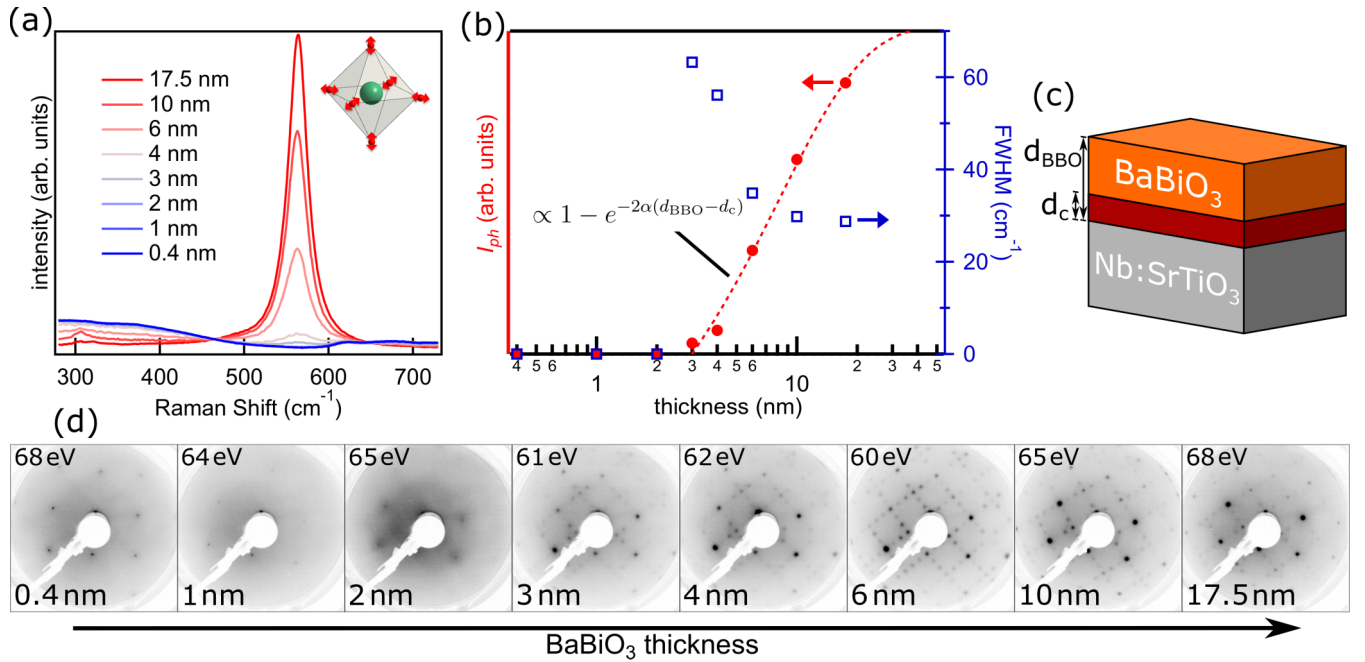 (a)
intensity (arb. units)
17.5 nm
10 nm
6 nm
4 nm
3 nm
2 nm
1 nm
0.4 nm
300 400 500 600 700
Raman Shift (cm⁻¹)
(b)
I_ph (arb. units)
∝ 1 − e^{−2α(d_BBO−d_c)}
60
40
20
0
FWHM (cm⁻¹)
4 5 6 1 2 3 4 5 6 10 2 3 4 5
thickness (nm)
(c)
d_BBO
BaBiO₃
d_c
Nb:SrTiO₃
(d)
68 eV 64 eV 65 eV 61 eV 62 eV 60 eV 65 eV 68 eV
0.4 nm 1 nm 2 nm 3 nm 4 nm 6 nm 10 nm 17.5 nm
BaBiO₃ thickness